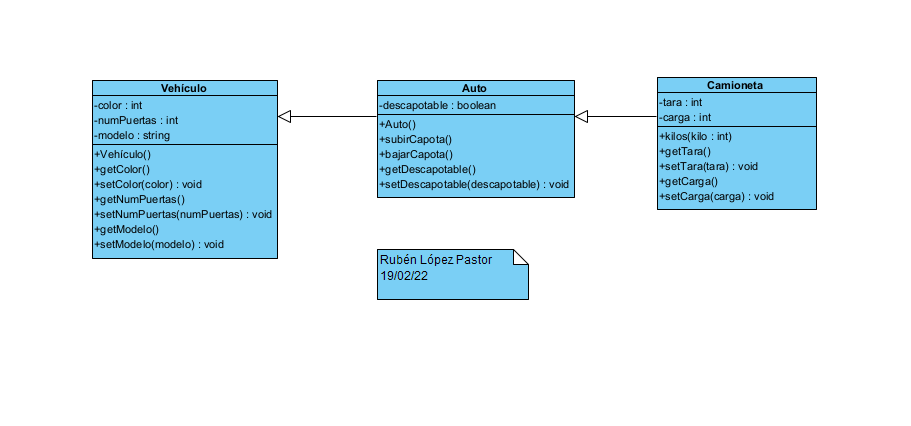 Vehículo
-color : int
-numPuertas : int
-modelo : string
+Vehículo()
+getColor()
+setColor(color) : void
+getNumPuertas()
+setNumPuertas(numPuertas) : void
+getModelo()
+setModelo(modelo) : void
Auto
-descapotable : boolean
+Auto()
+subirCapota()
+bajarCapota()
+getDescapotable()
+setDescapotable(descapotable) : void
Camioneta
-tara : int
-carga : int
+kilos(kilo : int)
+getTara()
+setTara(tara) : void
+getCarga()
+setCarga(carga) : void
Rubén López Pastor
19/02/22